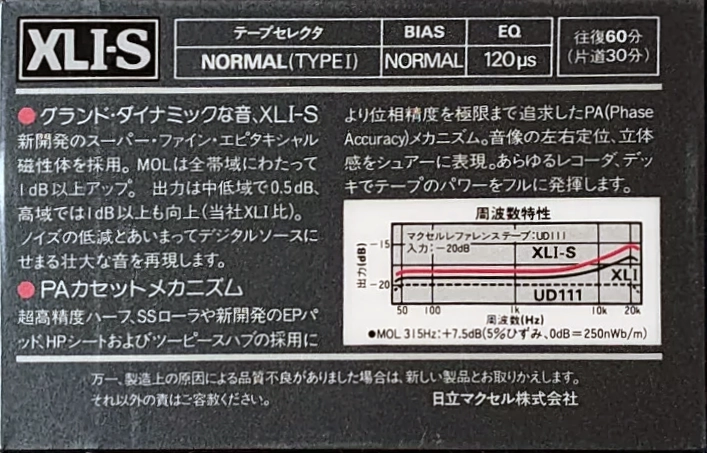 XLI-S
テープセレクタ BIAS EQ
NORMAL(TYPE I) NORMAL 120μs
往復60分
(片道30分)
●グランド・ダイナミックな音、XLI-S
新開発のスーパー・ファイン・エピタキシャル
磁性体を採用。MOLは全帯域にわたって
1dB以上アップ。出力は中低域で0.5dB、
高域では1dB以上も向上(当社XLI比)。
ノイズの低減とあいまってデジタルソースに
せまる壮大な音を再現します。
●PAカセットメカニズム
超高精度ハーフ、SSローラや新開発のEPパ
ッド、HPシートおよびツーピースハブの採用に
より位相精度を極限まで追求したPA(Phase
Accuracy)メカニズム。音像の左右定位、立体
感をシュアーに表現。あらゆるレコーダ、デッ
キでテープのパワーをフルに発揮します。
周波数特性
マクセルレファレンステープ:UD111
入力:-20dB
出力(dB)
-15
-20
XLI-S
XLI
UD111
50 100 1k 10k 20k
周波数(Hz)
●MOL 315Hz:+7.5dB(5%ひずみ、0dB=250nWb/m)
万一、製造上の原因による品質不良がありました場合は、新しい製品とお取りかえします。
それ以外の責はご容赦ください。
日立マクセル株式会社